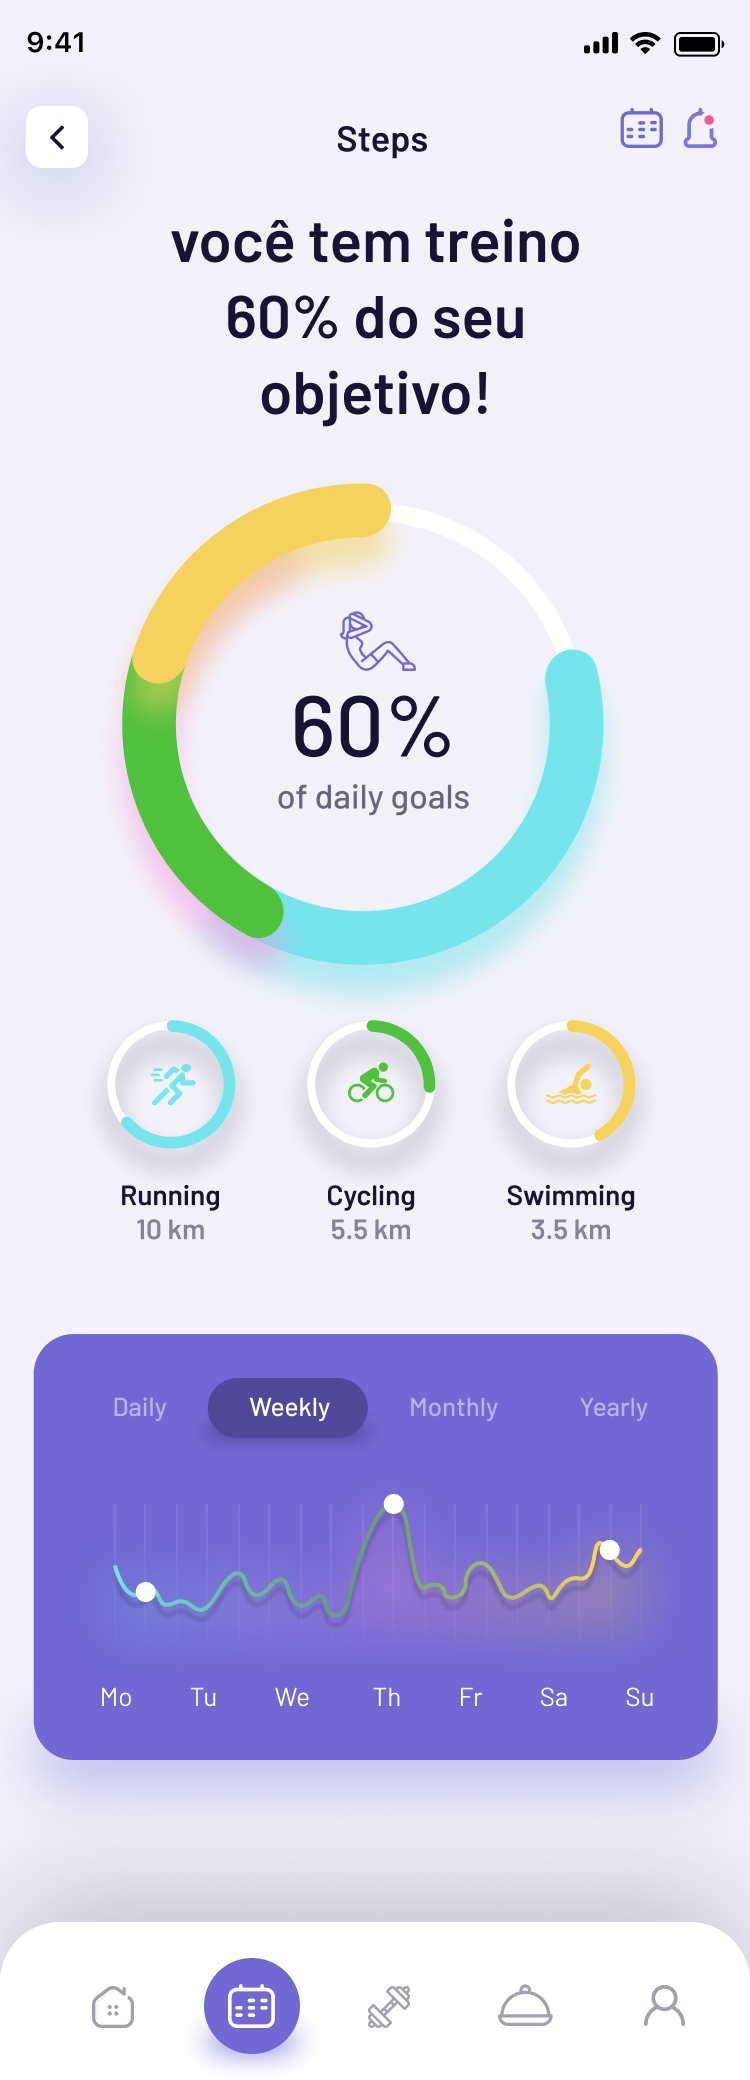 9:41
Steps
você tem treino
60% do seu
objetivo!
60%
of daily goals
Running Cycling Swimming
10 km 5.5 km 3.5 km
Daily Weekly Monthly Yearly
Mo Tu We Th Fr Sa Su